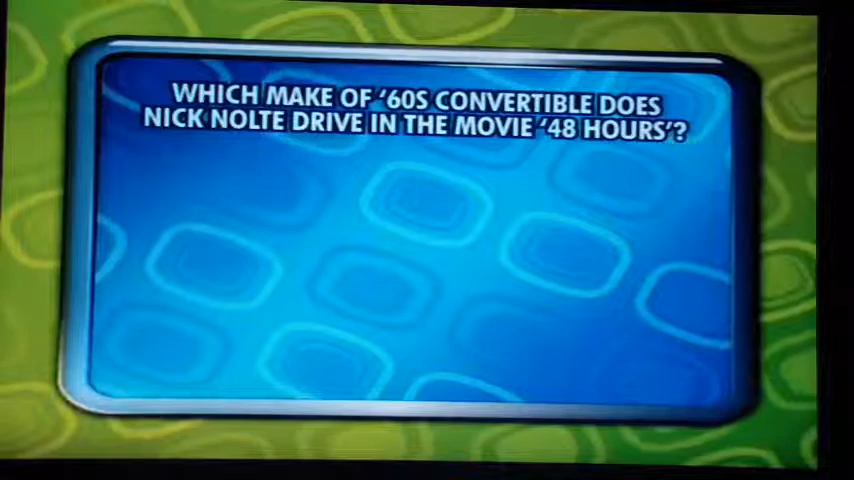 WHICH MAKE OF '60S CONVERTIBLE DOES
NICK NOLTE DRIVE IN THE MOVIE '48 HOURS'?